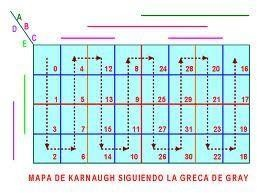 A
B
D
C
E
0 4 12 8 24 28 20 16
1 5 13 9 25 29 21 17
3 7 15 11 27 31 23 19
2 6 14 10 26 30 22 18
MAPA DE KARNAUGH SIGUIENDO LA GRECA DE GRAY